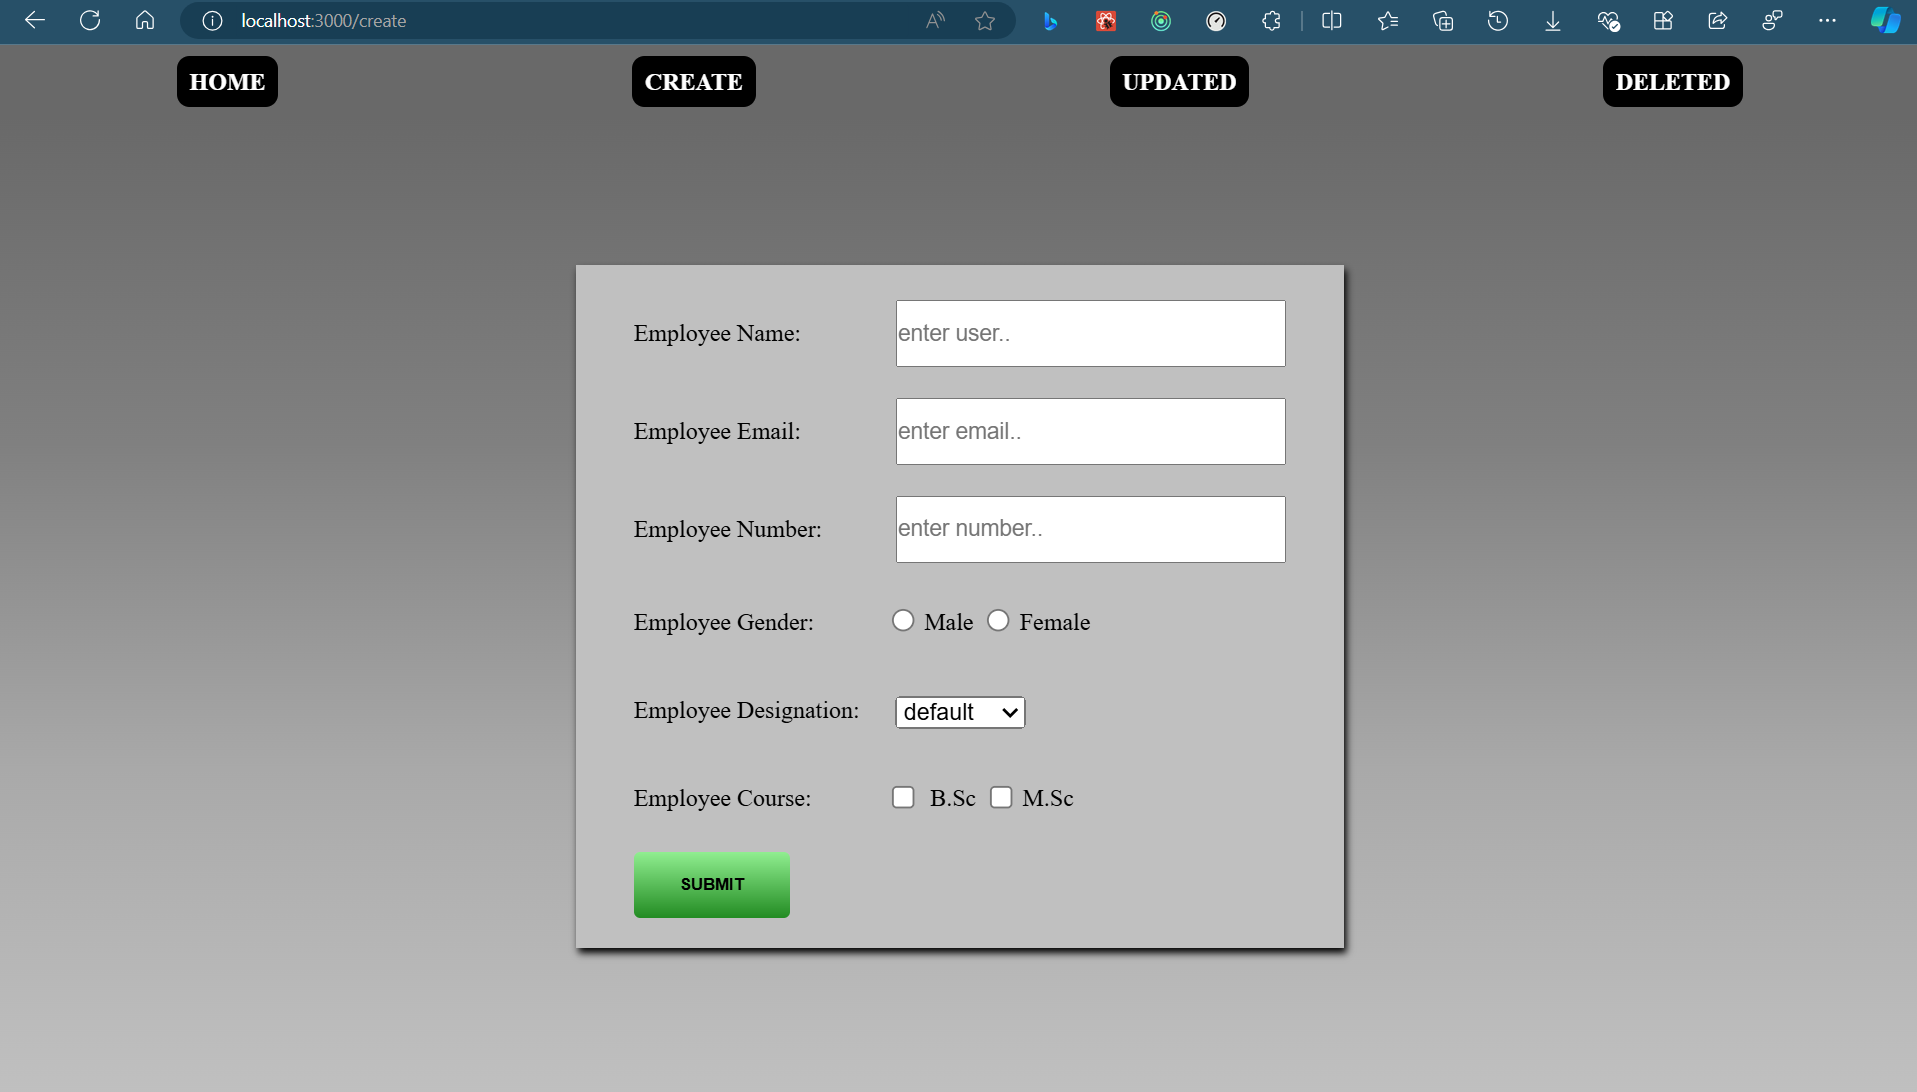 localhost:3000/create
HOME CREATE UPDATED DELETED
Employee Name: enter user..
Employee Email: enter email..
Employee Number: enter number..
Employee Gender: Male Female
Employee Designation: default
Employee Course: B.Sc M.Sc
SUBMIT